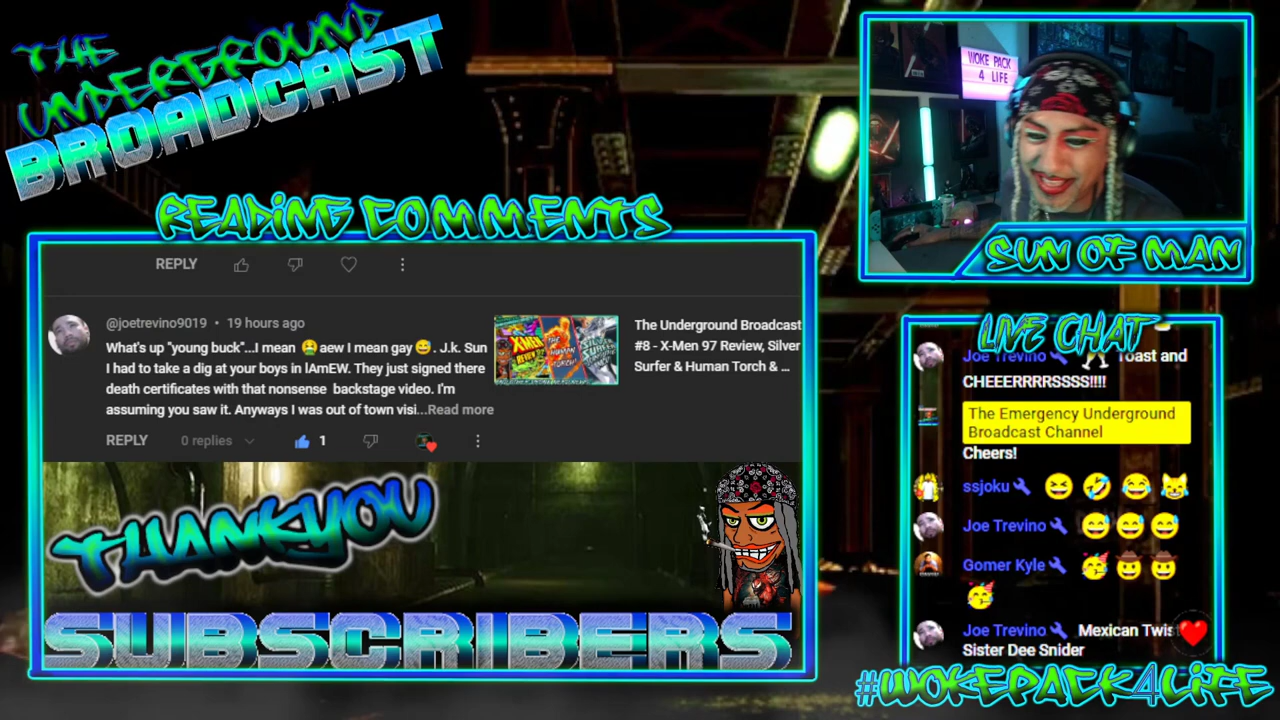 THE
UNDERGROUND
BROADCAST
WOKE PACK
4 LIFE
READING COMMENTS
REPLY
@joetrevino9019 • 19 hours ago
What's up "young buck"...I mean 🤮aew I mean gay 😅. J.k. Sun
I had to take a dig at your boys in lAmEW. They just signed there
death certificates with that nonsense backstage video. I'm
assuming you saw it. Anyways I was out of town visi...Read more
REPLY 0 replies 1
The Underground Broadcast
#8 - X-Men 97 Review, Silver
Surfer & Human Torch & ...
THANKYOU
SUBSCRIBERS
SUN OF MAN
LIVE CHAT
Joe Trevino 🔧 🥂 Toast and
CHEEERRRRSSSS!!!!
The Emergency Underground
Broadcast Channel
Cheers!
ssjoku🔧 😆 🤣 😂 😹
Joe Trevino🔧 😅 😅 😅
Gomer Kyle🔧 🥳 🤠 🤠
🥳
Joe Trevino🔧 Mexican Twis
Sister Dee Snider
#WOKEPACK4LIFE